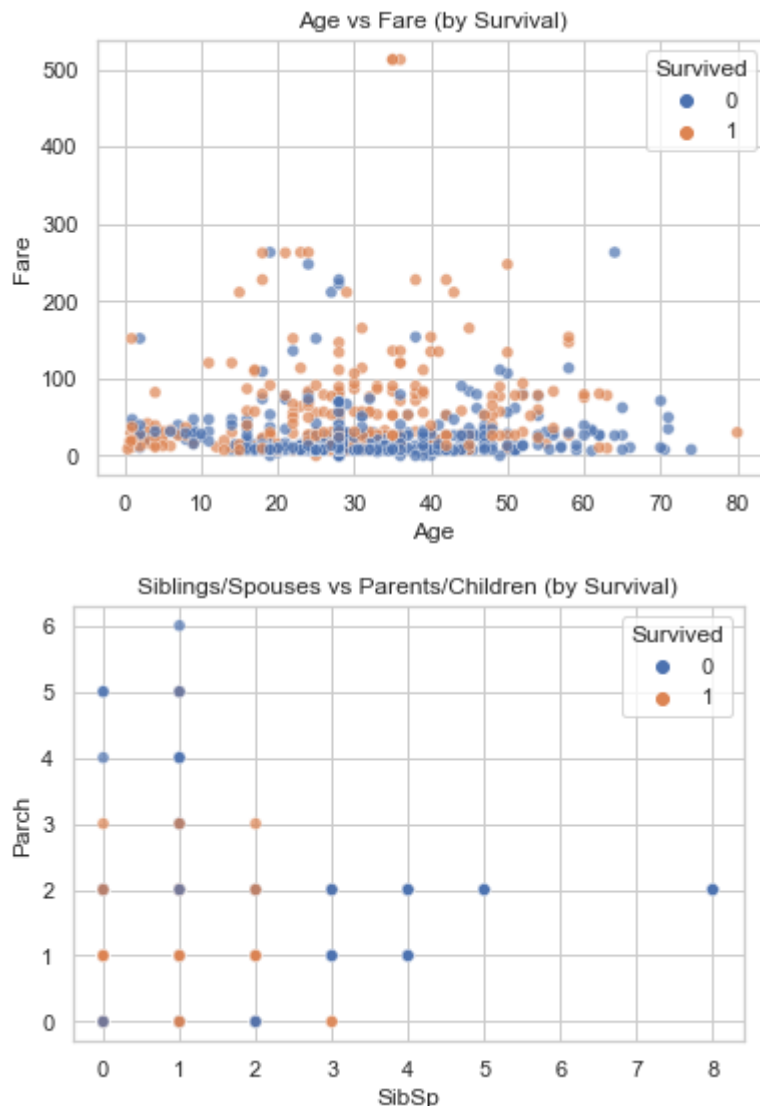 Age vs Fare (by Survival)
Survived
0
1
500
400
300
200
100
0
Fare
0 10 20 30 40 50 60 70 80
Age
Siblings/Spouses vs Parents/Children (by Survival)
Survived
0
1
6
5
4
3
2
1
0
Parch
0 1 2 3 4 5 6 7 8
SibSp